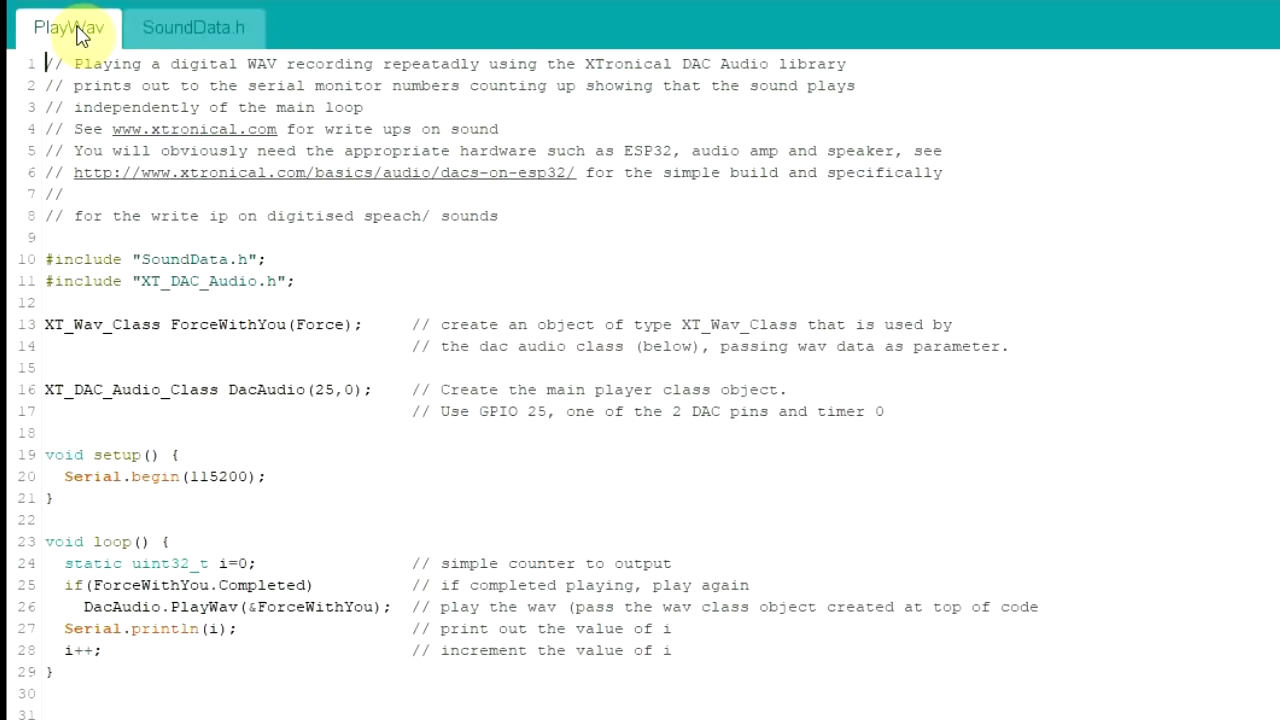 PlayWav
SoundData.h
1 // Playing a digital WAV recording repeatadly using the XTronical DAC Audio library
2 // prints out to the serial monitor numbers counting up showing that the sound plays
3 // independently of the main loop
4 // See www.xtronical.com for write ups on sound
5 // You will obviously need the appropriate hardware such as ESP32, audio amp and speaker, see
6 // http://www.xtronical.com/basics/audio/dacs-on-esp32/ for the simple build and specifically
7 //
8 // for the write ip on digitised speach/ sounds
9
10 #include "SoundData.h";
11 #include "XT_DAC_Audio.h";
12
13 XT_Wav_Class ForceWithYou(Force); // create an object of type XT_Wav_Class that is used by
14 // the dac audio class (below), passing wav data as parameter.
15
16 XT_DAC_Audio_Class DacAudio(25,0); // Create the main player class object.
17 // Use GPIO 25, one of the 2 DAC pins and timer 0
18
19 void setup() {
20 Serial.begin(115200);
21 }
22
23 void loop() {
24 static uint32_t i=0; // simple counter to output
25 if(ForceWithYou.Completed) // if completed playing, play again
26 DacAudio.PlayWav(&ForceWithYou); // play the wav (pass the wav class object created at top of code
27 Serial.println(i); // print out the value of i
28 i++; // increment the value of i
29 }
30
31